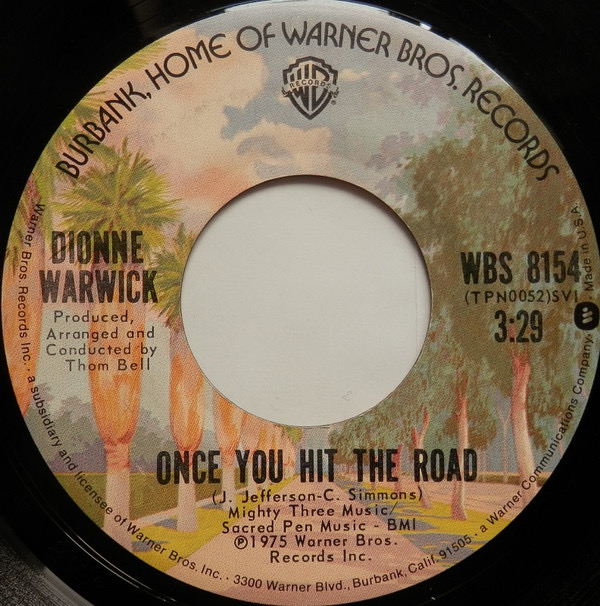 BURBANK, HOME OF WARNER BROS. RECORDS
W RECORDS ®
DIONNE
WARWICK
Produced,
Arranged and
Conducted by
Thom Bell
WBS 8154
(TPN0052)SVI
3:29
ONCE YOU HIT THE ROAD
(J. Jefferson-C. Simmons)
Mighty Three Music/
Sacred Pen Music - BMI
℗1975 Warner Bros.
Records Inc.
Warner Bros. Records Inc. · a subsidiary and licensee of Warner Bros. Inc. · 3300 Warner Blvd., Burbank, Calif. 91505 · a Warner Communications Company. · Made in U.S.A.